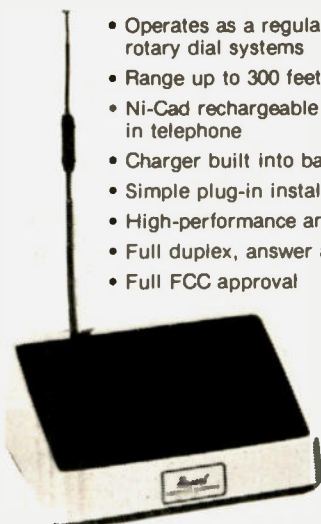 • Operates as a regula
rotary dial systems
• Range up to 300 feet
• Ni-Cad rechargeable
in telephone
• Charger built into ba
• Simple plug-in instal
• High-performance an
• Full duplex, answer a
• Full FCC approval